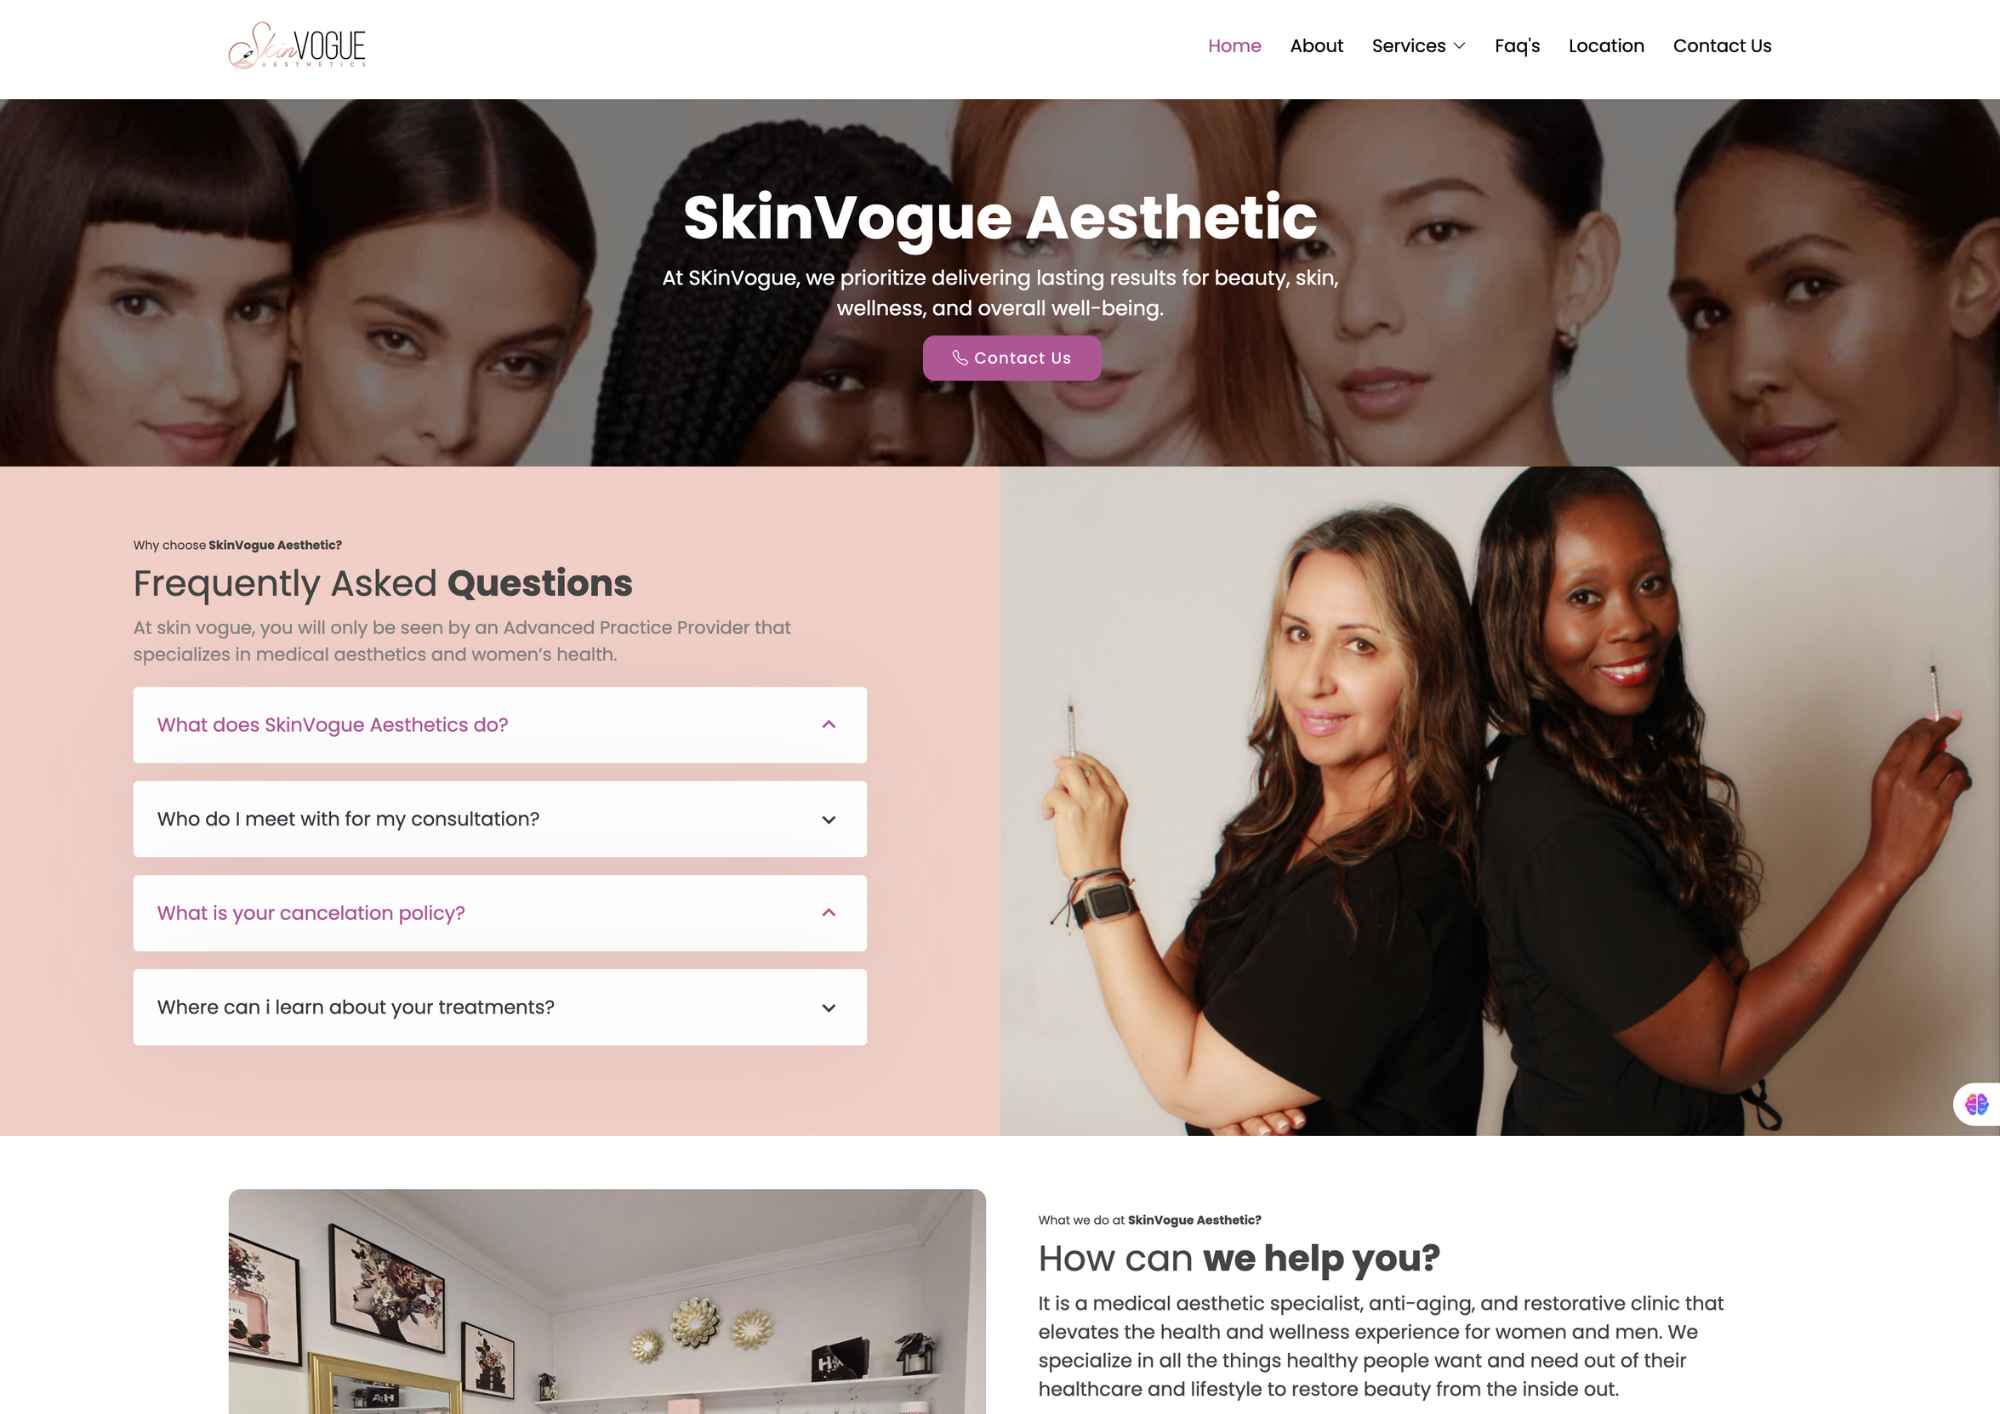 SkinVOGUE
AESTHETICS
Home About Services Faq's Location Contact Us
SkinVogue Aesthetic
At SKinVogue, we prioritize delivering lasting results for beauty, skin,
wellness, and overall well-being.
Contact Us
Why choose SkinVogue Aesthetic?
Frequently Asked Questions
At skin vogue, you will only be seen by an Advanced Practice Provider that
specializes in medical aesthetics and women’s health.
What does SkinVogue Aesthetics do?
Who do I meet with for my consultation?
What is your cancelation policy?
Where can i learn about your treatments?
What we do at SkinVogue Aesthetic?
How can we help you?
It is a medical aesthetic specialist, anti-aging, and restorative clinic that
elevates the health and wellness experience for women and men. We
specialize in all the things healthy people want and need out of their
healthcare and lifestyle to restore beauty from the inside out.